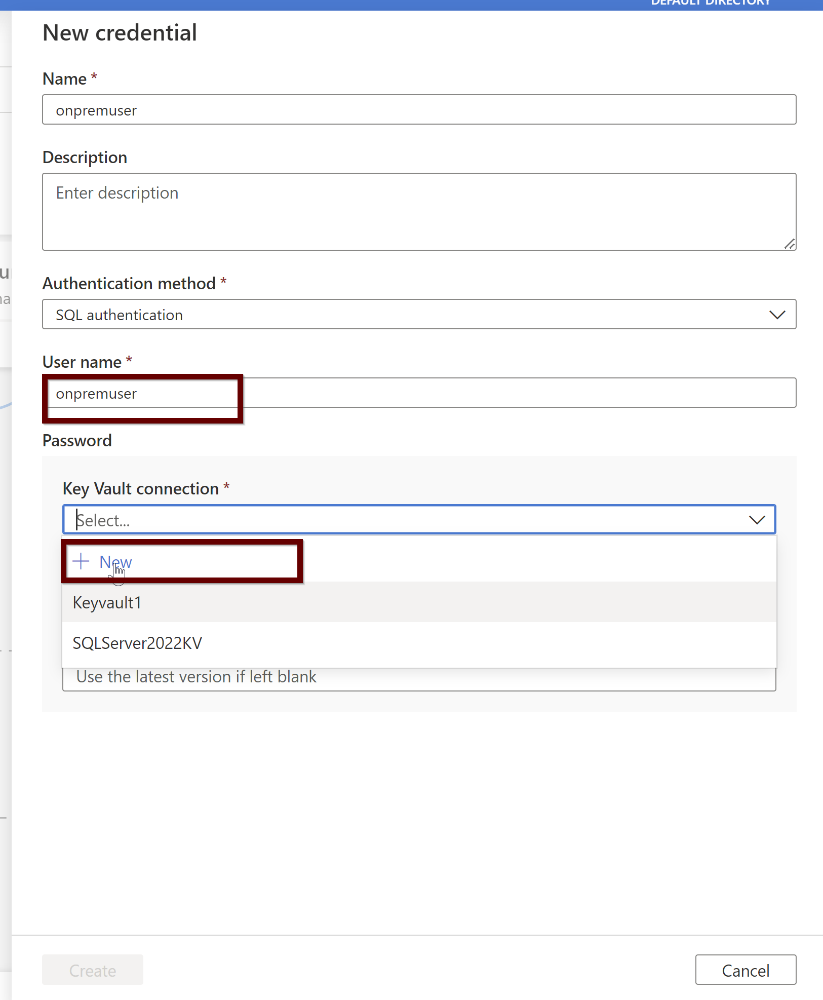 DEFAULT DIRECTORY
New credential
Name *
onpremuser
Description
Enter description
Authentication method *
SQL authentication
User name *
onpremuser
Password
Key Vault connection *
Select...
New
Keyvault1
SQLServer2022KV
Use the latest version if left blank
Create
Cancel